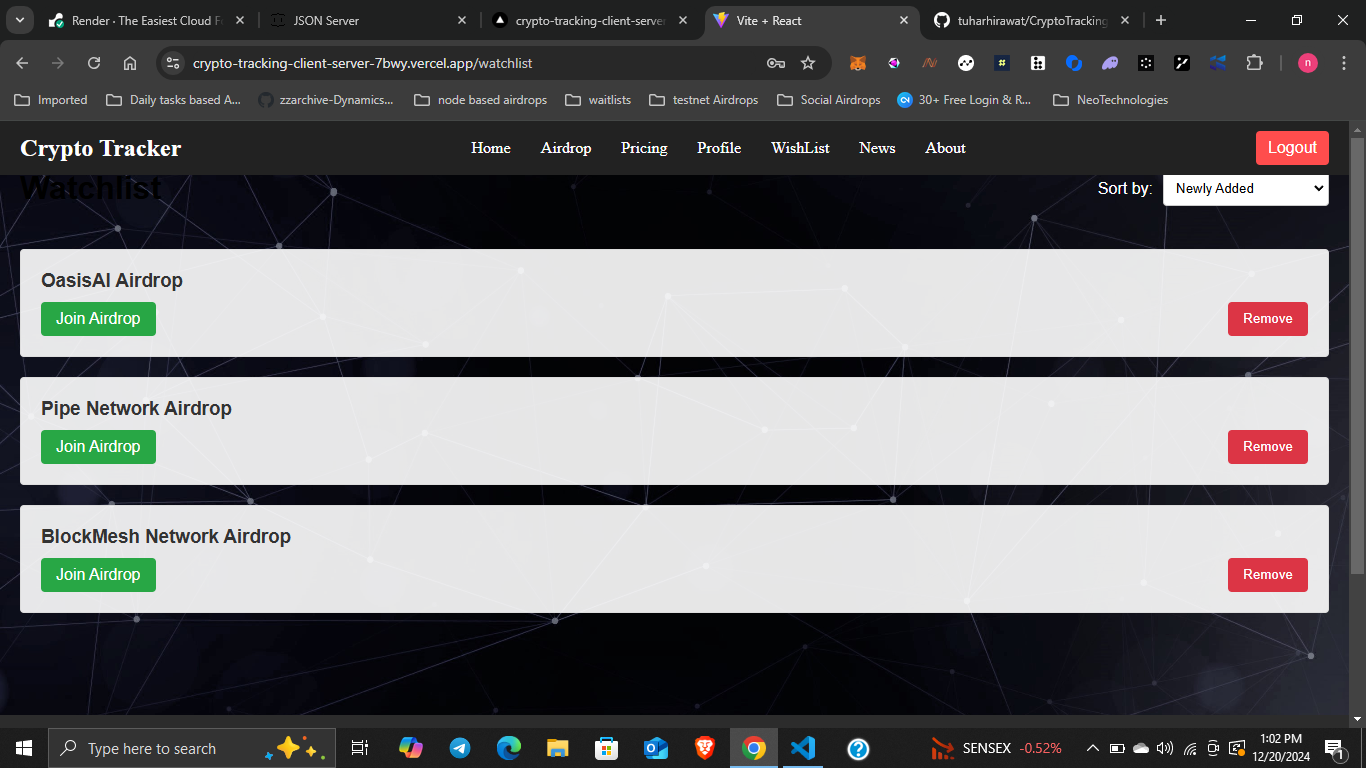 Render · The Easiest Cloud F
JSON Server
crypto-tracking-client-server
Vite + React
tuharhirawat/CryptoTracking
crypto-tracking-client-server-7bwy.vercel.app/watchlist
n
Imported
Daily tasks based A...
zzarchive-Dynamics...
node based airdrops
waitlists
testnet Airdrops
Social Airdrops
30+ Free Login & R...
NeoTechnologies
Crypto Tracker
Home
Airdrop
Pricing
Profile
WishList
News
About
Logout
Watchlist
Sort by:
Newly Added
OasisAI Airdrop
Join Airdrop
Remove
Pipe Network Airdrop
Join Airdrop
Remove
BlockMesh Network Airdrop
Join Airdrop
Remove
Type here to search
SENSEX -0.52%
1:02 PM
12/20/2024
1